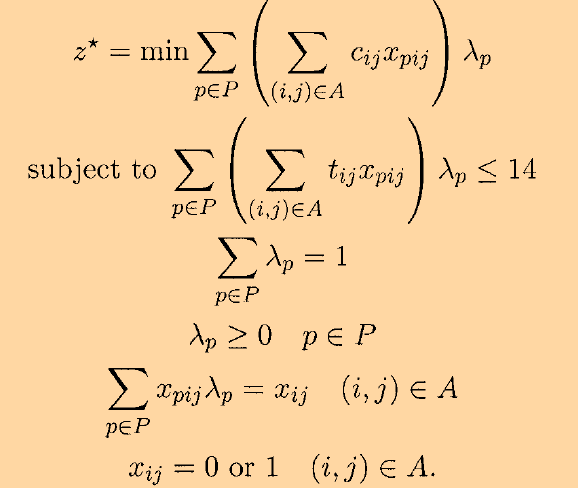 z⋆ = min ∑_{p∈P} ( ∑_{(i,j)∈A} c_{ij}x_{pij} ) λ_p
subject to ∑_{p∈P} ( ∑_{(i,j)∈A} t_{ij}x_{pij} ) λ_p ≤ 14
∑_{p∈P} λ_p = 1
λ_p ≥ 0 p ∈ P
∑_{p∈P} x_{pij}λ_p = x_{ij} (i, j) ∈ A
x_{ij} = 0 or 1 (i, j) ∈ A.